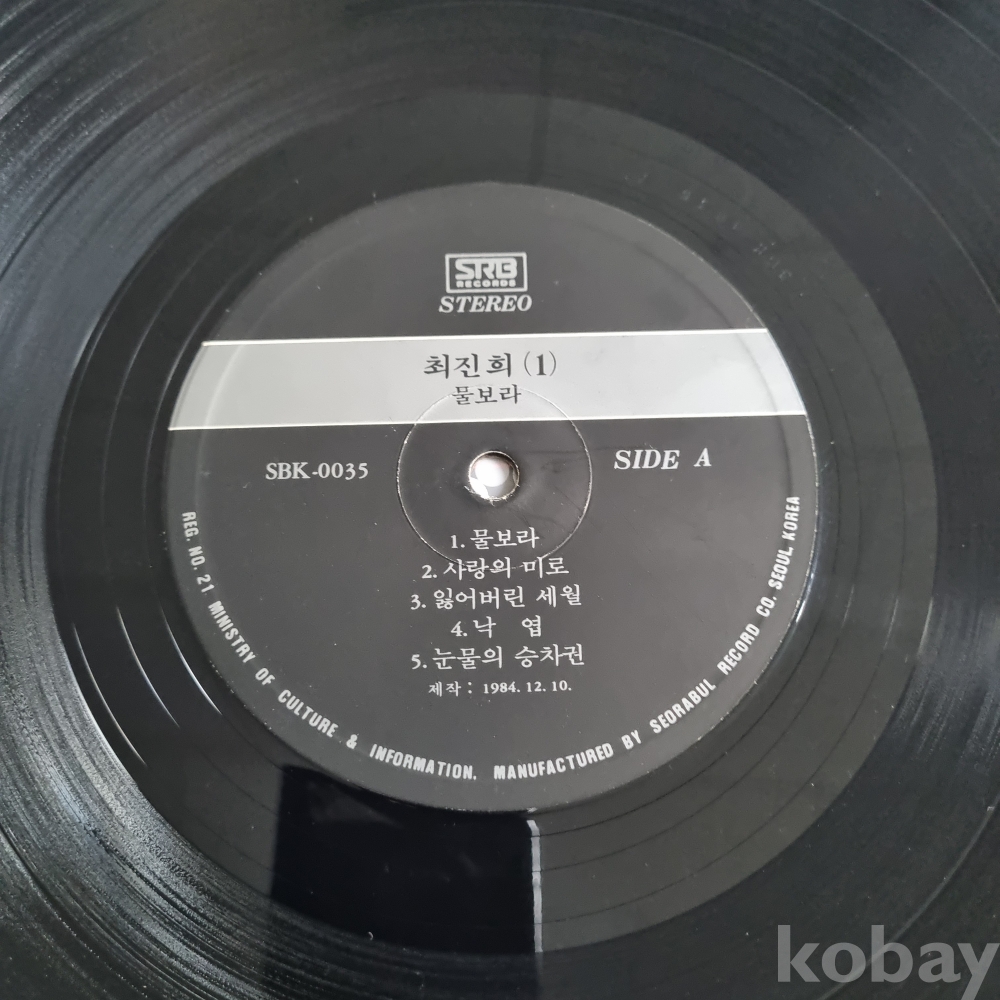 SRB
RECORDS
STEREO
최진희 (1)
물보라
SBK-0035
SIDE A
1. 물보라
2. 사랑의 미로
3. 잃어버린 세월
4. 낙 엽
5. 눈물의 승차권
제작 : 1984. 12. 10.
REG. NO. 21 MINISTRY OF CULTURE & INFORMATION. MANUFACTURED BY SEORABUL RECORD CO. SEOUL KOREA
kobay